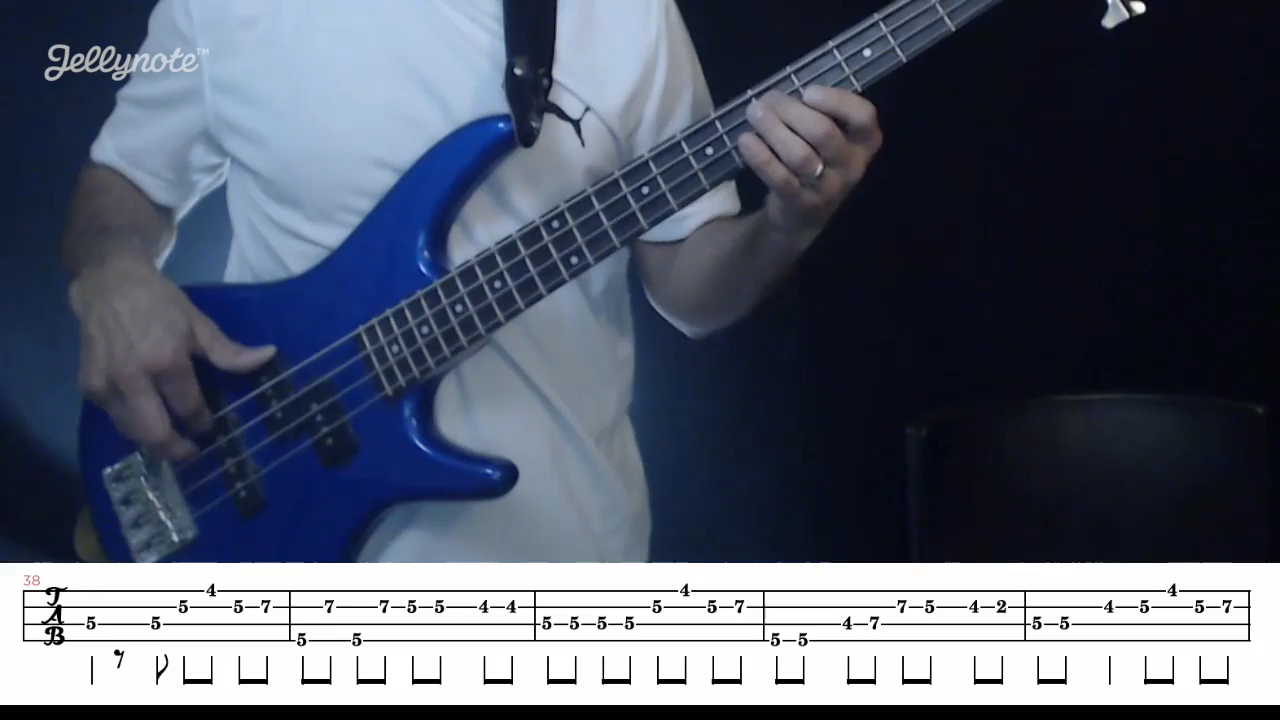 Jellynote™
38
T 4 4 4
5 5 7 7 7 5 5 4 4 5 5 7 7 5 4 2 4 5 5 7
A 5 5 5 5 5 5 4 7 5 5
B 5 5 5 5